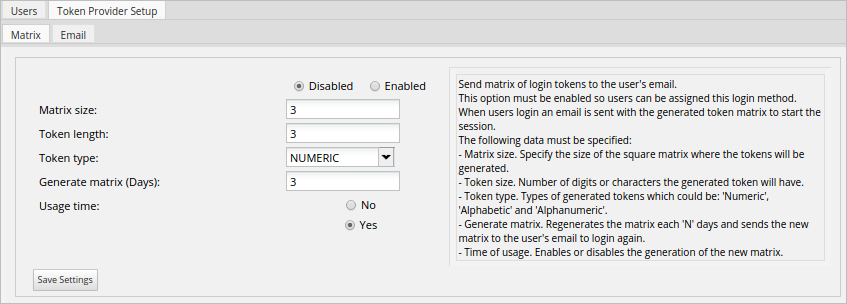 Users Token Provider Setup
Matrix Email
Disabled Enabled
Matrix size: 3
Token length: 3
Token type: NUMERIC
Generate matrix (Days): 3
Usage time: No
Yes
Save Settings
Send matrix of login tokens to the user's email.
This option must be enabled so users can be assigned this login method.
When users login an email is sent with the generated token matrix to start the
session.
The following data must be specified:
- Matrix size. Specify the size of the square matrix where the tokens will be
generated.
- Token size. Number of digits or characters the generated token will have.
- Token type. Types of generated tokens which could be: 'Numeric',
'Alphabetic' and 'Alphanumeric'.
- Generate matrix. Regenerates the matrix each 'N' days and sends the new
matrix to the user's email to login again.
- Time of usage. Enables or disables the generation of the new matrix.